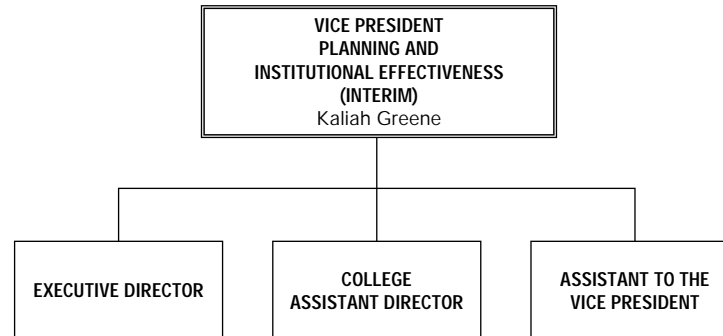 VICE PRESIDENT
PLANNING AND
INSTITUTIONAL EFFECTIVENESS
(INTERIM)
Kaliah Greene
EXECUTIVE DIRECTOR
COLLEGE
ASSISTANT DIRECTOR
ASSISTANT TO THE
VICE PRESIDENT